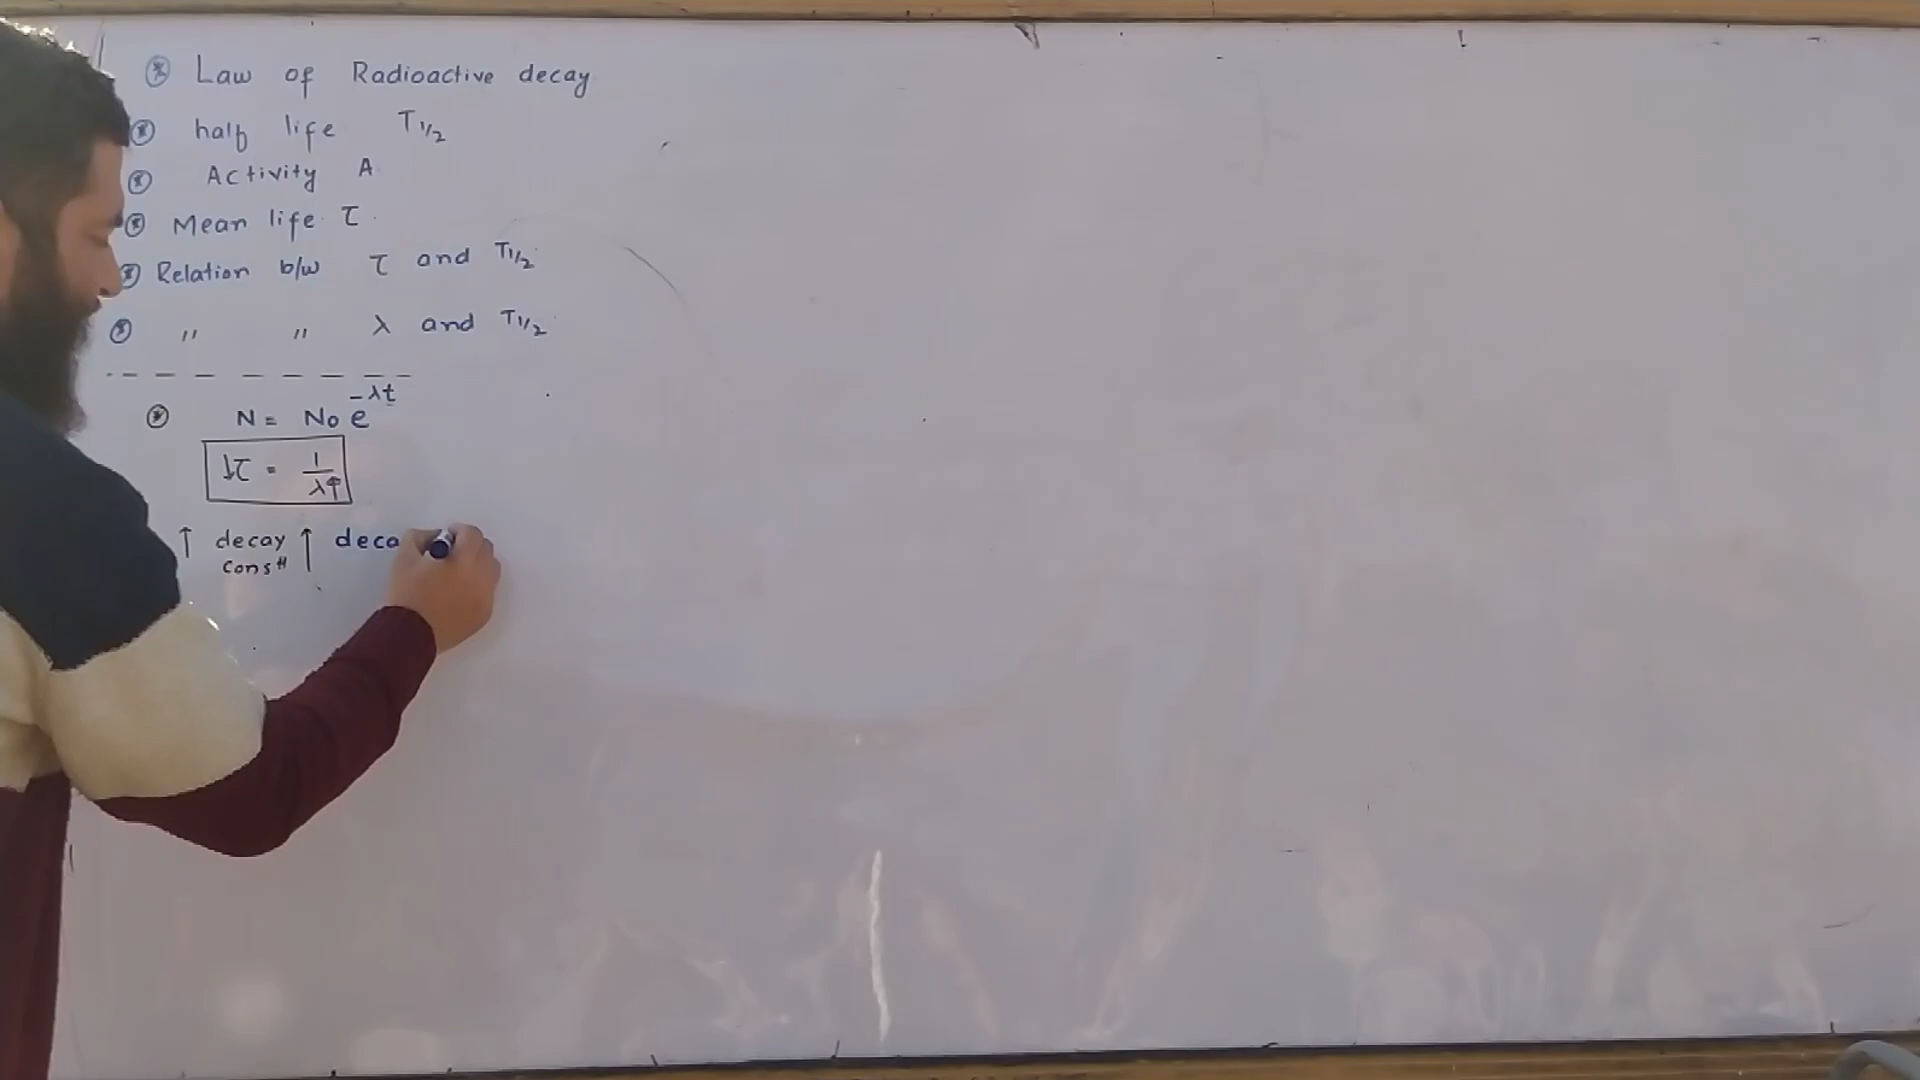 ⊛ Law of Radioactive decay
⊛ half life T1/2
⊛ Activity A
⊛ Mean life τ
⊛ Relation b/w τ and T1/2
⊛ " " λ and T1/2
⊛ N = N0 e^-λt
↓τ = 1/λ↑
↑ decay ↑ deca
const